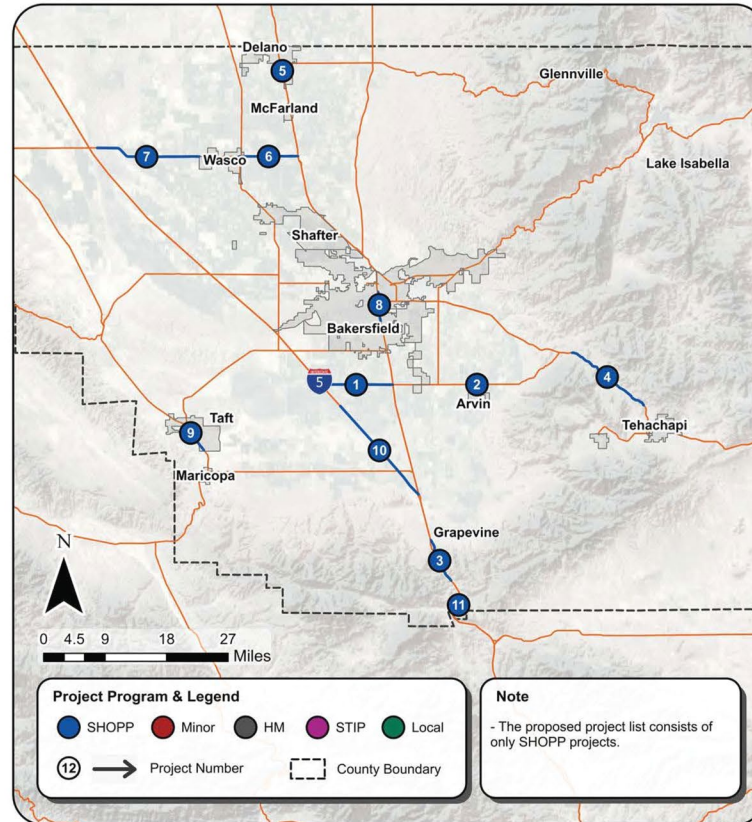 Delano
5
Glennville
McFarland
7
Wasco
6
Lake Isabella
Shafter
8
Bakersfield
INTERSTATE
5
1
2
4
Arvin
Taft
9
Tehachapi
10
Maricopa
Grapevine
N
3
11
0 4.5 9 18 27
Miles
Project Program & Legend
SHOPP Minor HM STIP Local
12 Project Number County Boundary
Note
- The proposed project list consists of
only SHOPP projects.